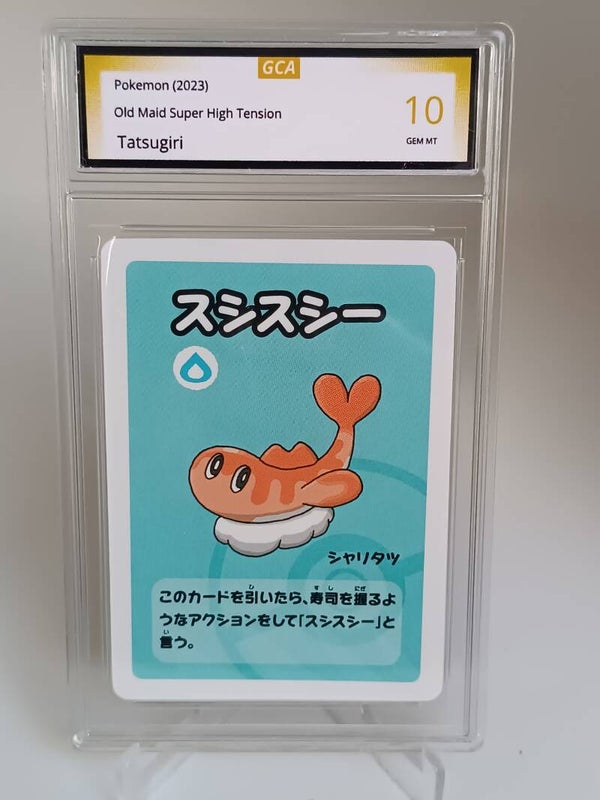 GCA
Pokemon (2023)
Old Maid Super High Tension
Tatsugiri
10
GEM MT
スシスシー
シャリタツ
このカードを引いたら、寿司を握るよ
うなアクションをして「スシスシー」と
言う。